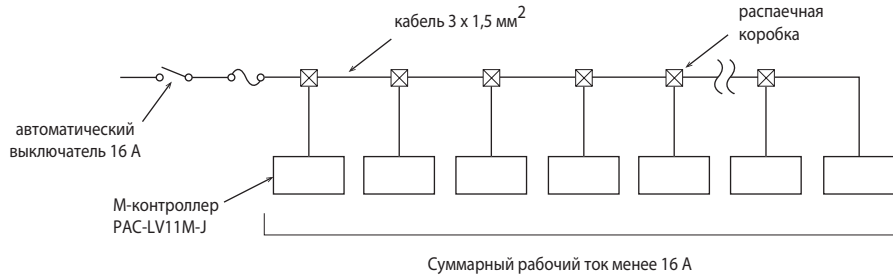 кабель 3 x 1,5 мм²
распаечная
коробка
автоматический
выключатель 16 А
М-контроллер
PAC-LV11M-J
Суммарный рабочий ток менее 16 А